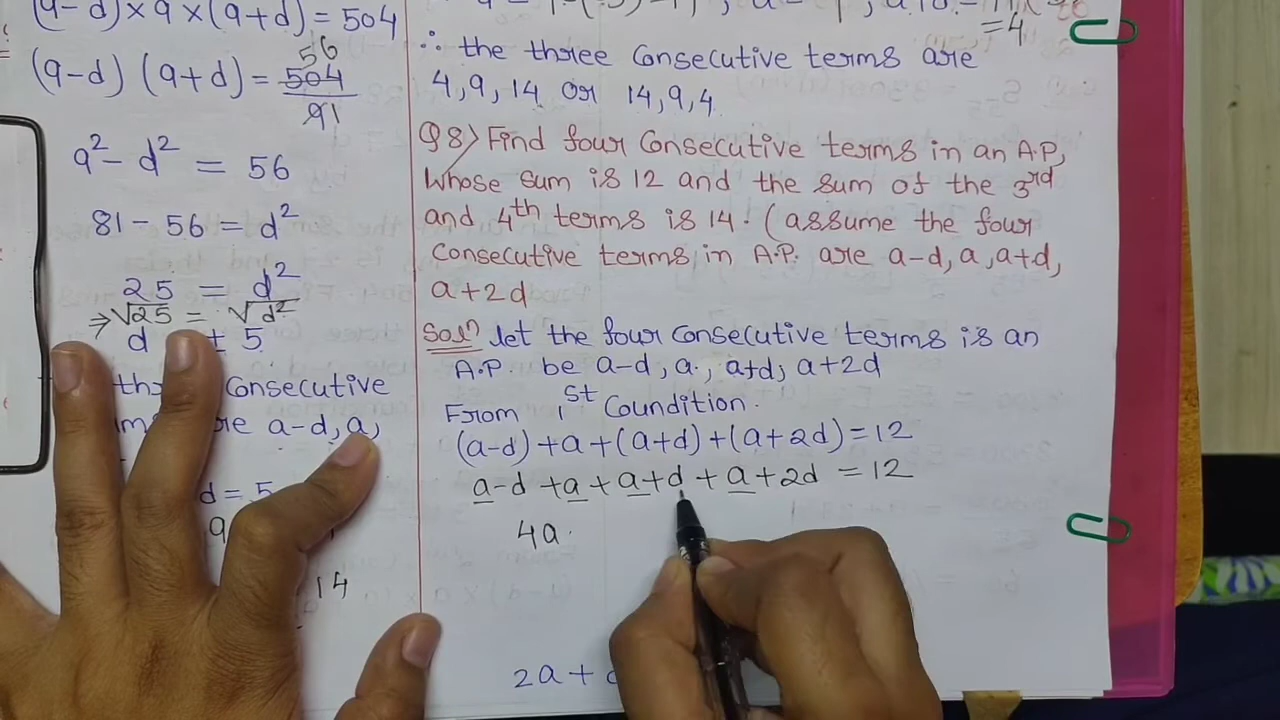 (a-d)×a×(a+d)=504
56
(a-d) (a+d) = 504
91
a²- d² = 56
81 - 56 = d²
25 = d²
⇒ √25 = √d²
d ± 5
Consecutive
are a-d, a,
d = 5
14
=4
∴ the three Consecutive terms are
4, 9, 14 or 14, 9, 4
Q8) Find four Consecutive terms in an A.P,
whose sum is 12 and the sum of the 3rd
and 4th terms is 14. (assume the four
Consecutive terms in A.P. are a-d, a, a+d,
a+2d
Solⁿ let the four Consecutive terms is an
A.P. be a-d, a, a+d, a+2d
From 1st Coundition.
(a-d)+a+(a+d)+(a+2d)=12
a-d +a+a+d+a+2d =12
4a
2a+